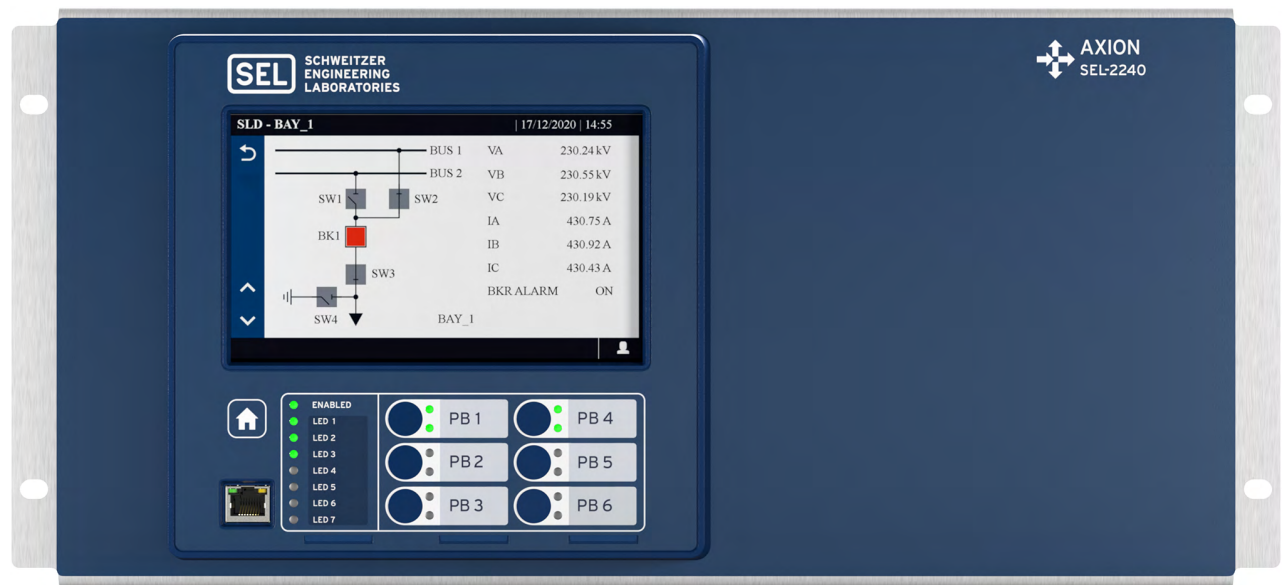 SEL SCHWEITZER
ENGINEERING
LABORATORIES
AXION
SEL-2240
SLD - BAY_1 | 17/12/2020 | 14:55
BUS 1 VA 230.24 kV
BUS 2 VB 230.55 kV
SW1 SW2 VC 230.19 kV
IA 430.75 A
BK1 IB 430.92 A
SW3 IC 430.43 A
BKR ALARM ON
SW4 BAY_1
ENABLED
LED 1
LED 2
LED 3
LED 4
LED 5
LED 6
LED 7
PB 1 PB 4
PB 2 PB 5
PB 3 PB 6